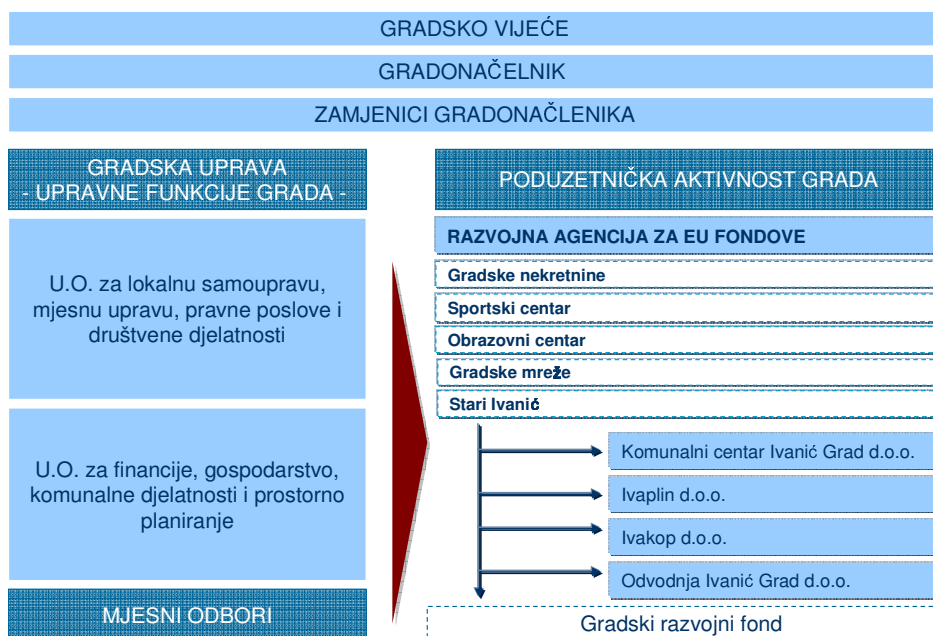 GRADSKO VIJEĆE
GRADONAČELNIK
ZAMJENICI GRADONAČLENIKA
GRADSKA UPRAVA
- UPRAVNE FUNKCIJE GRADA -
U.O. za lokalnu samoupravu,
mjesnu upravu, pravne poslove i
društvene djelatnosti
U.O. za financije, gospodarstvo,
komunalne djelatnosti i prostorno
planiranje
MJESNI ODBORI
PODUZETNIČKA AKTIVNOST GRADA
RAZVOJNA AGENCIJA ZA EU FONDOVE
Gradske nekretnine
Sportski centar
Obrazovni centar
Gradske mreže
Stari Ivanić
Komunalni centar Ivanić Grad d.o.o.
Ivaplin d.o.o.
Ivakop d.o.o.
Odvodnja Ivanić Grad d.o.o.
Gradski razvojni fond